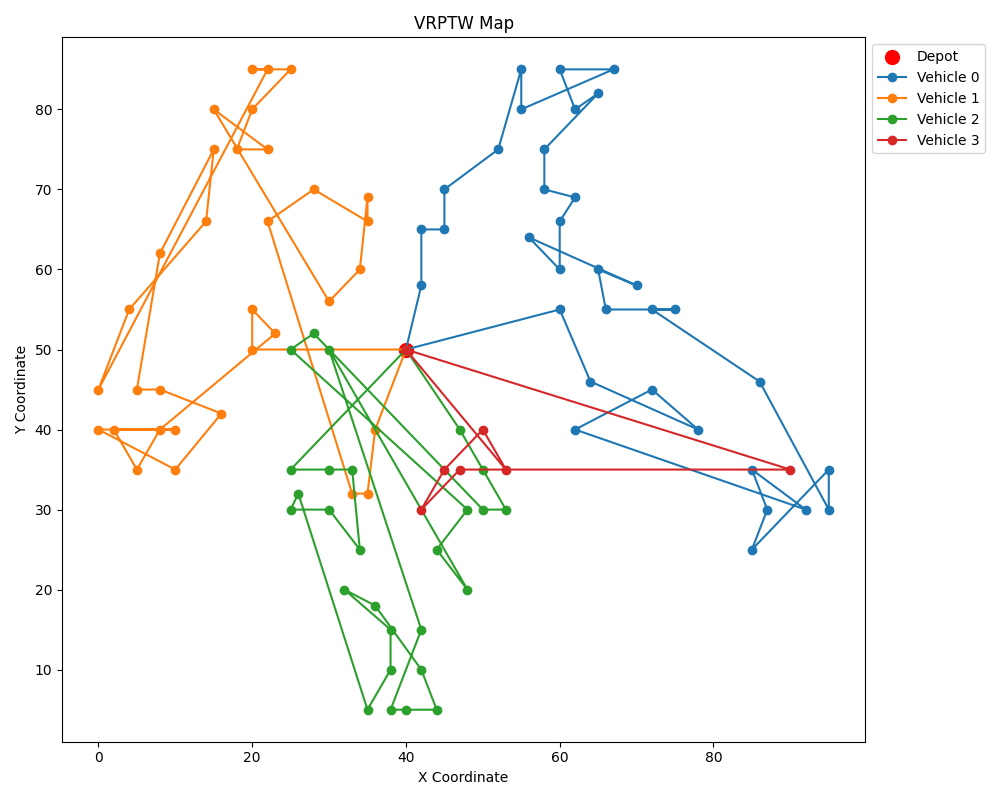 VRPTW Map
Depot
Vehicle 0
Vehicle 1
Vehicle 2
Vehicle 3
Y Coordinate
80
70
60
50
40
30
20
10
0
20
40
60
80
X Coordinate